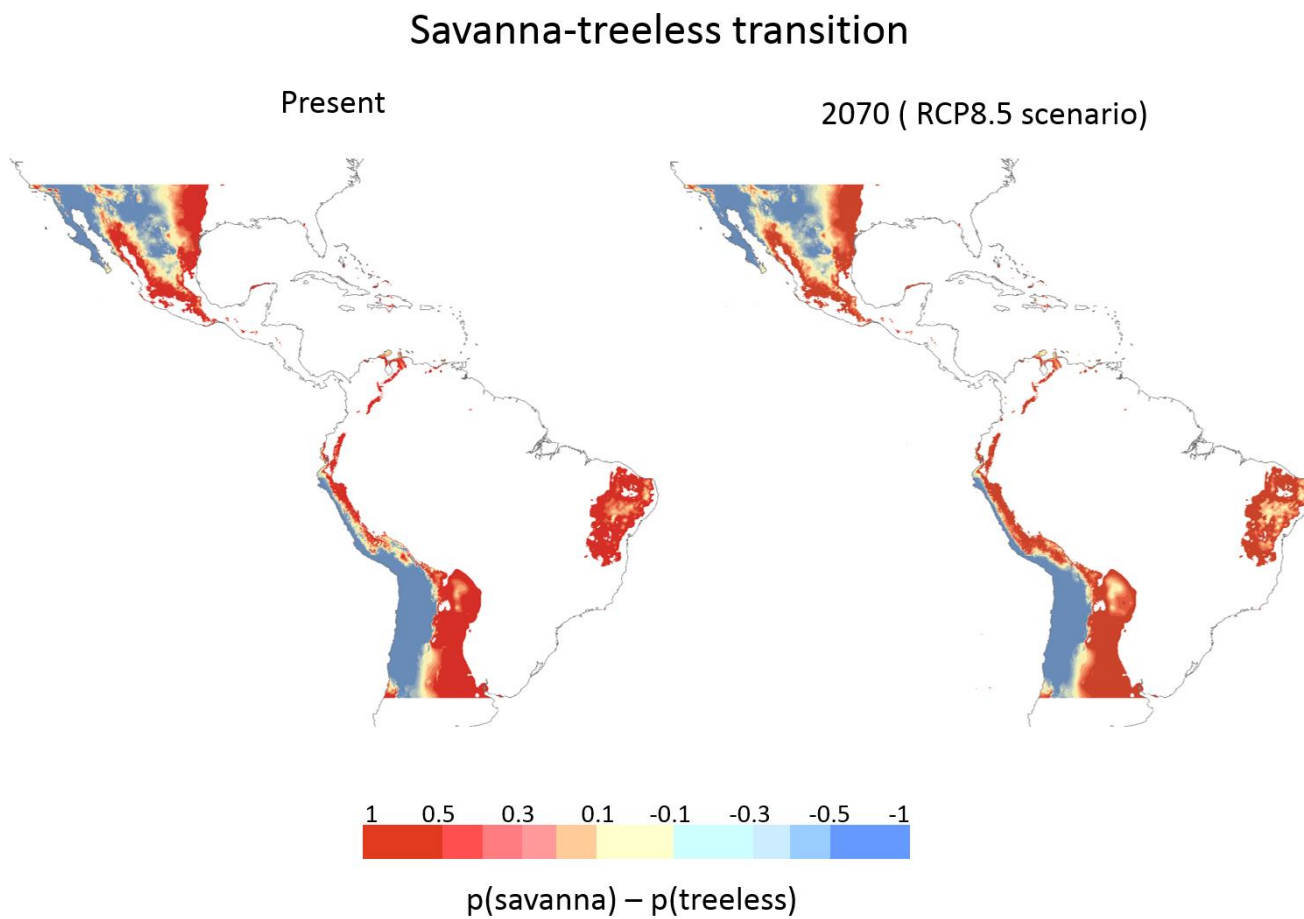 Savanna-treeless transition
Present
2070 ( RCP8.5 scenario)
1 0.5 0.3 0.1 -0.1 -0.3 -0.5 -1
p(savanna) – p(treeless)